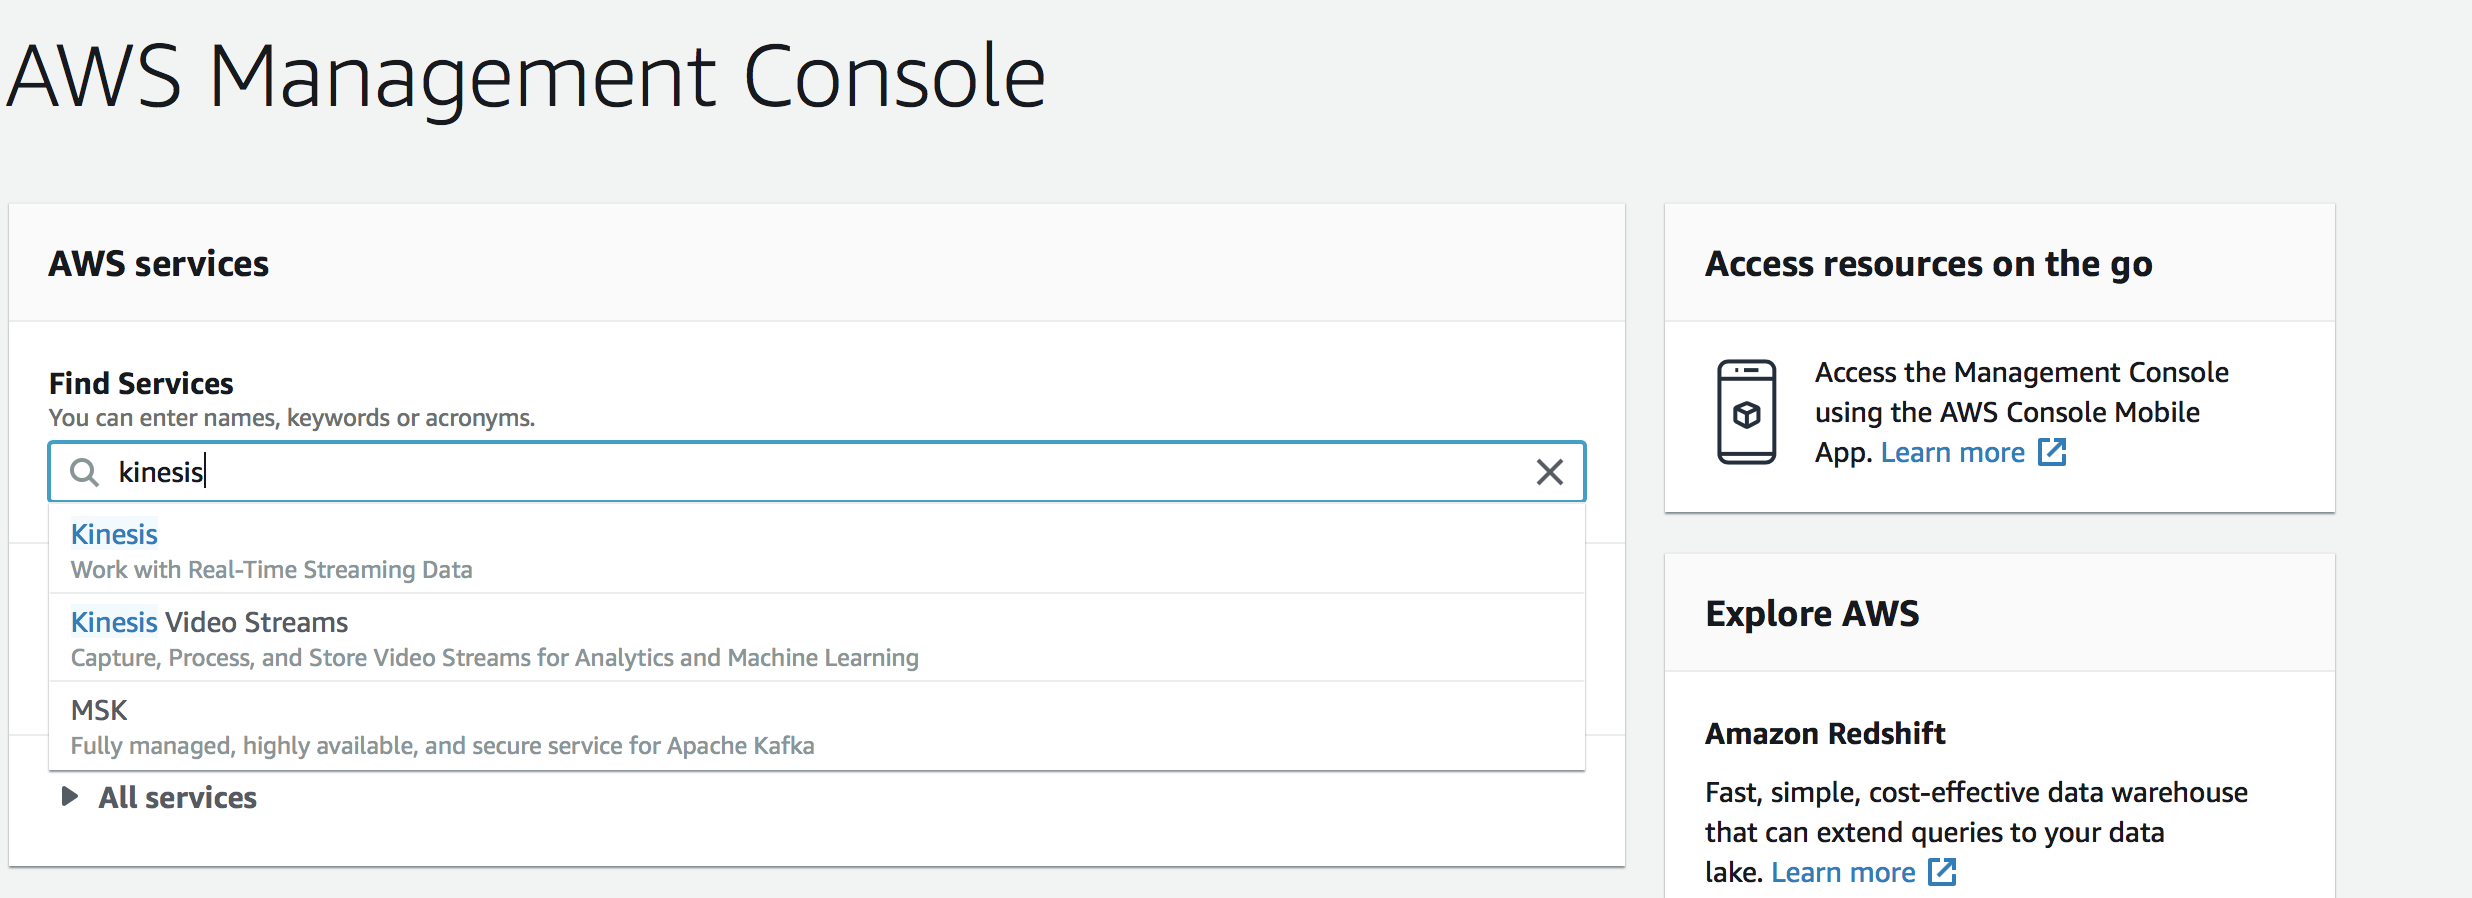 AWS Management Console
AWS services
Find Services
You can enter names, keywords or acronyms.
kinesis
Kinesis
Work with Real-Time Streaming Data
Kinesis Video Streams
Capture, Process, and Store Video Streams for Analytics and Machine Learning
MSK
Fully managed, highly available, and secure service for Apache Kafka
All services
Access resources on the go
Access the Management Console
using the AWS Console Mobile
App. Learn more
Explore AWS
Amazon Redshift
Fast, simple, cost-effective data warehouse
that can extend queries to your data
lake. Learn more